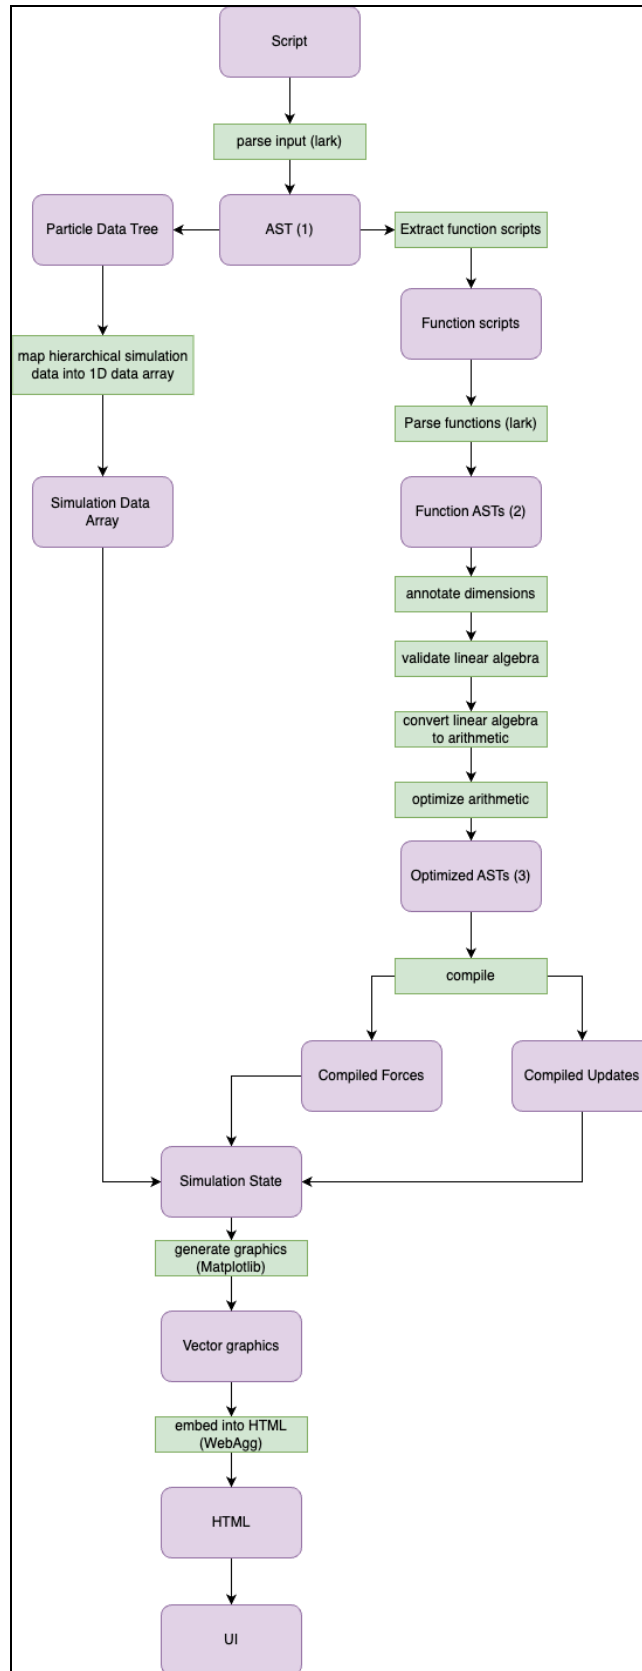 Script
parse input (lark)
Particle Data Tree
AST (1)
Extract function scripts
Function scripts
map hierarchical simulation
data into 1D data array
Parse functions (lark)
Simulation Data
Array
Function ASTs (2)
annotate dimensions
validate linear algebra
convert linear algebra
to arithmetic
optimize arithmetic
Optimized ASTs (3)
compile
Compiled Forces
Compiled Updates
Simulation State
generate graphics
(Matplotlib)
Vector graphics
embed into HTML
(WebAgg)
HTML
UI